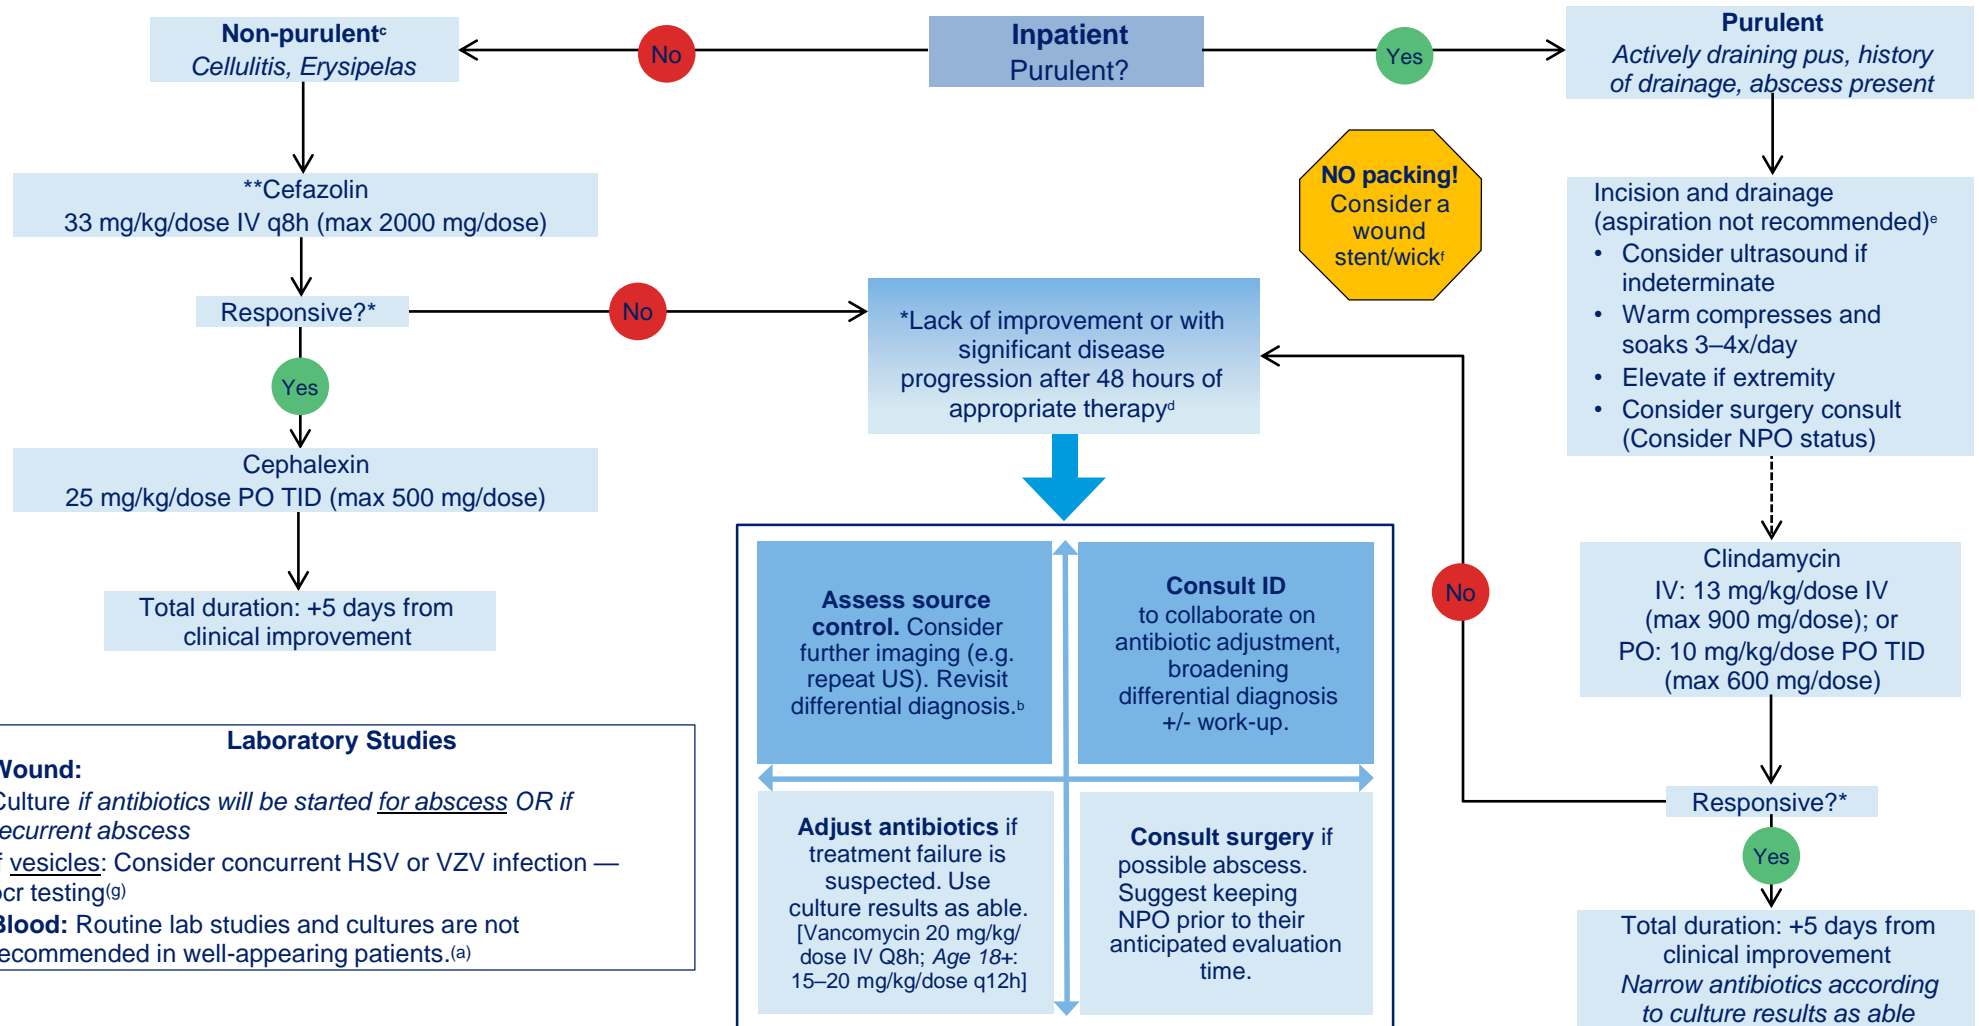 Non-purulentᶜ
Cellulitis, Erysipelas
No
Inpatient
Purulent?
Yes
Purulent
Actively draining pus, history
of drainage, abscess present
**Cefazolin
33 mg/kg/dose IV q8h (max 2000 mg/dose)
Responsive?*
No
Yes
Cephalexin
25 mg/kg/dose PO TID (max 500 mg/dose)
Total duration: +5 days from
clinical improvement
NO packing!
Consider a
wound
stent/wickᶠ
*Lack of improvement or with
significant disease
progression after 48 hours of
appropriate therapyᵈ
Incision and drainage
(aspiration not recommended)ᵉ
• Consider ultrasound if
indeterminate
• Warm compresses and
soaks 3–4x/day
• Elevate if extremity
• Consider surgery consult
(Consider NPO status)
Clindamycin
IV: 13 mg/kg/dose IV
(max 900 mg/dose); or
PO: 10 mg/kg/dose PO TID
(max 600 mg/dose)
No
Responsive?*
Yes
Total duration: +5 days from
clinical improvement
Narrow antibiotics according
to culture results as able
Assess source
control. Consider
further imaging (e.g.
repeat US). Revisit
differential diagnosis.ᵇ
Consult ID
to collaborate on
antibiotic adjustment,
broadening
differential diagnosis
+/- work-up.
Adjust antibiotics if
treatment failure is
suspected. Use
culture results as able.
[Vancomycin 20 mg/kg/
dose IV Q8h; Age 18+:
15–20 mg/kg/dose q12h]
Consult surgery if
possible abscess.
Suggest keeping
NPO prior to their
anticipated evaluation
time.
Laboratory Studies
Wound:
Culture if antibiotics will be started for abscess OR if
recurrent abscess
f vesicles: Consider concurrent HSV or VZV infection —
pcr testing(g)
Blood: Routine lab studies and cultures are not
recommended in well-appearing patients.(a)